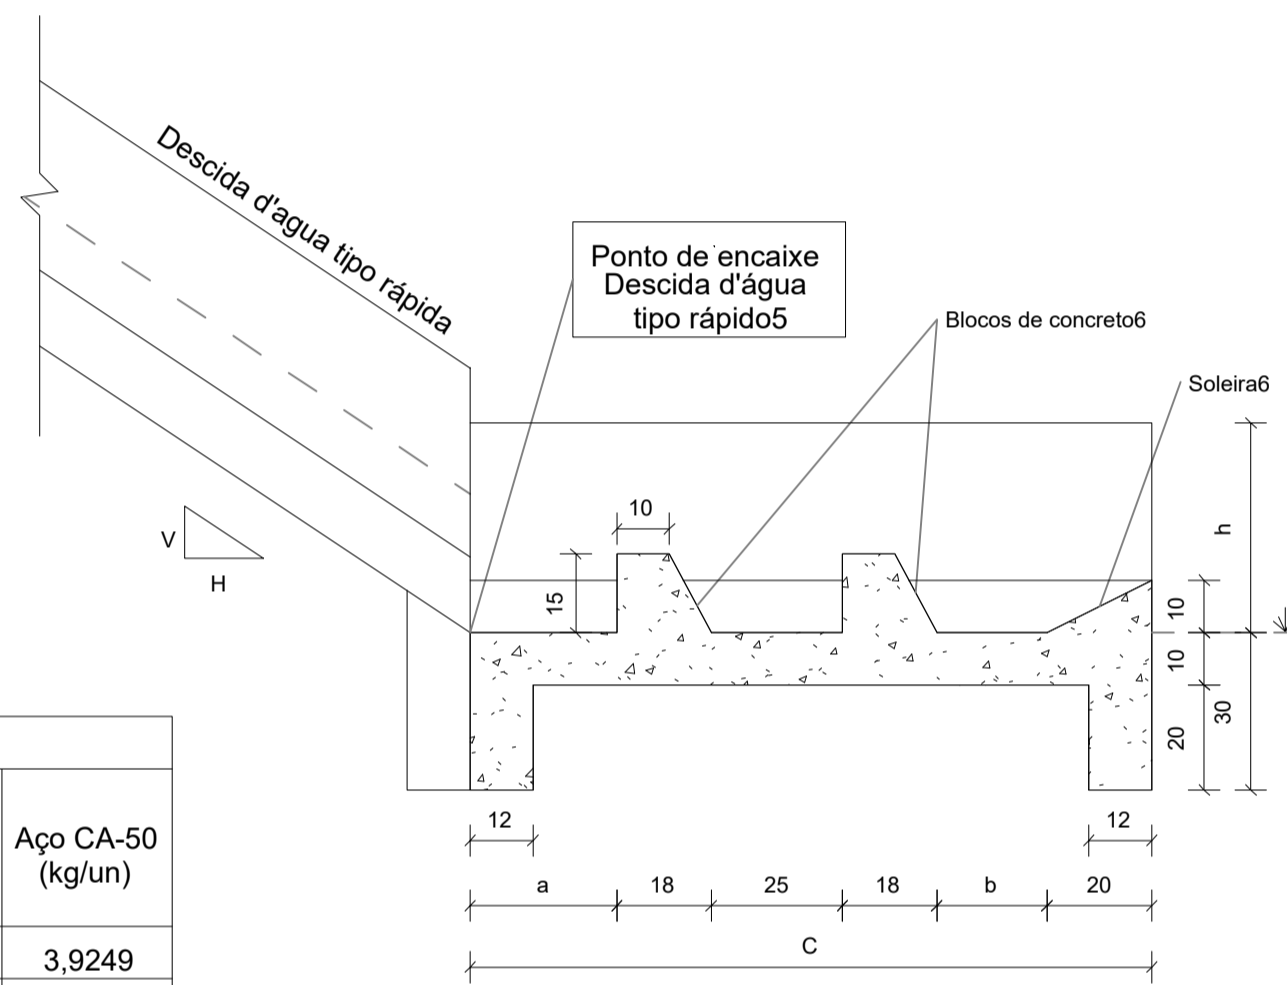 Descida d'agua tipo rápida
Ponto de encaixe
Descida d'água
tipo rápido5
Blocos de concreto6
Soleira6
V
H
10
15
h
10
10
20
30
12
12
a
18
25
18
b
20
C
Aço CA-50
(kg/un)
3,9249